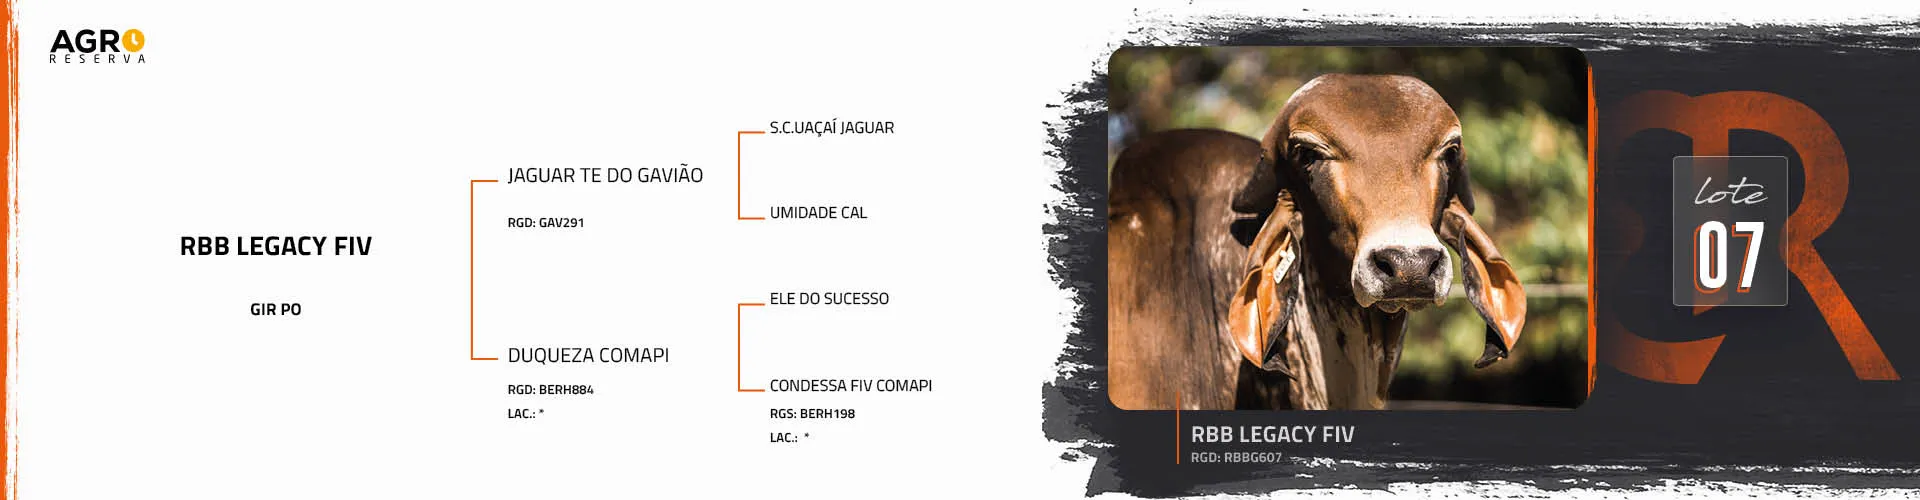 AGRO
RESERVA
RBB LEGACY FIV
GIR PO
JAGUAR TE DO GAVIÃO
RGD: GAV291
DUQUEZA COMAPI
RGD: BERH884
LAC.: *
S.C.UAÇAÍ JAGUAR
UMIDADE CAL
ELE DO SUCESSO
CONDESSA FIV COMAPI
RGS: BERH198
LAC.: *
lote
07
RBB LEGACY FIV
RGD: RBBG607